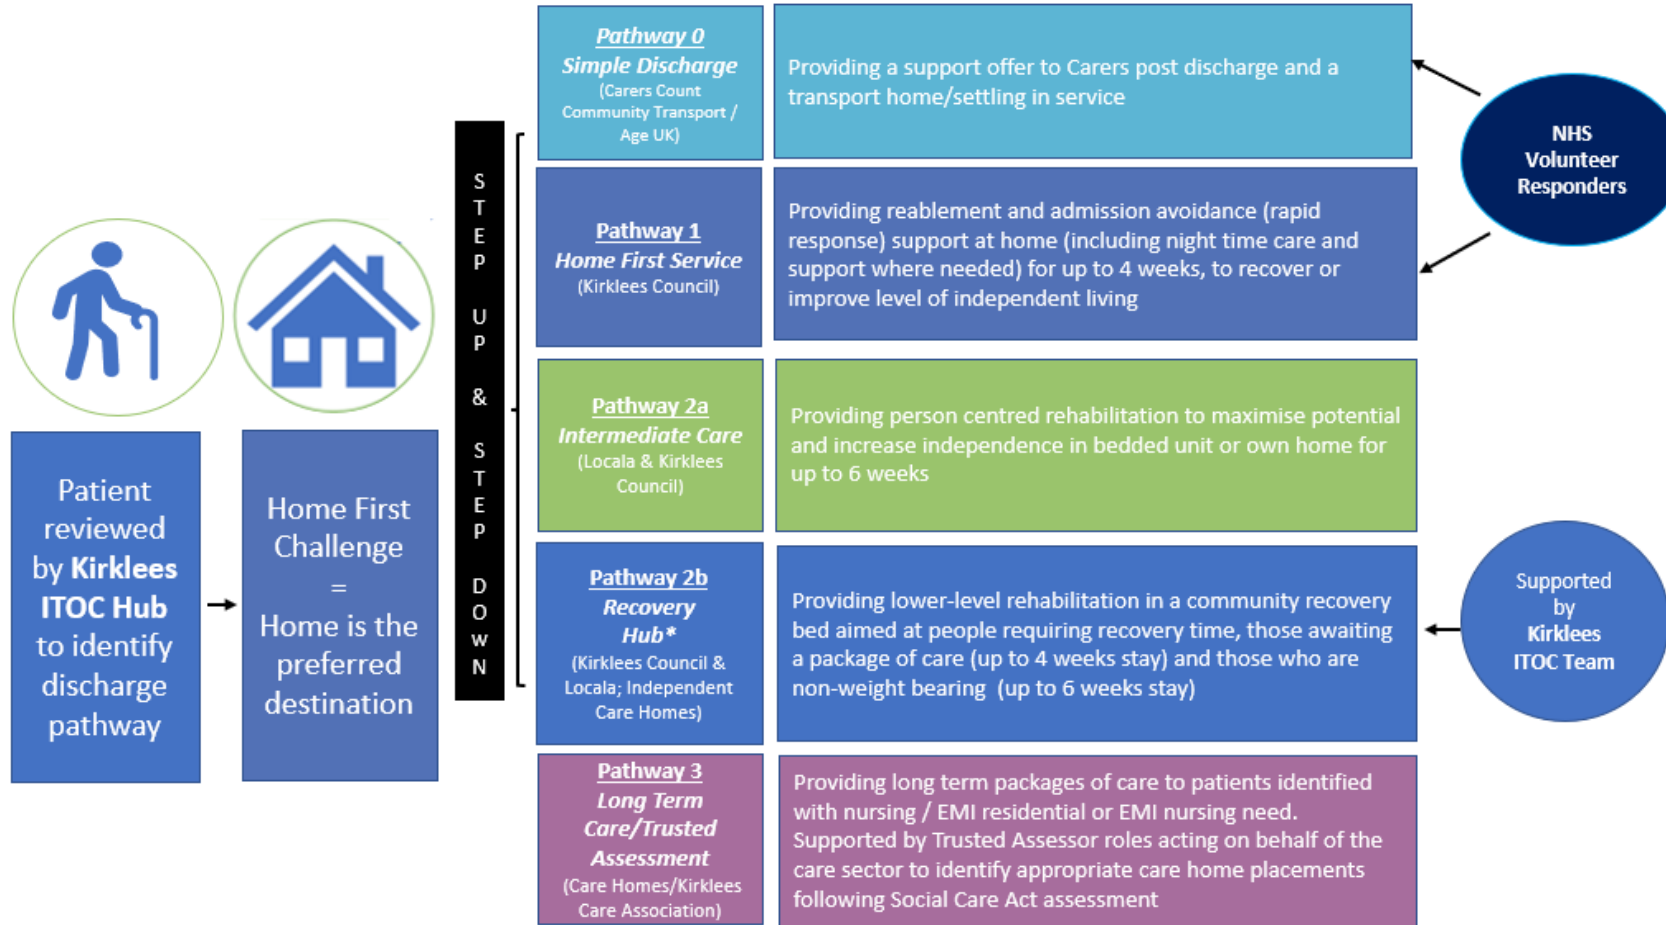 Patient
reviewed
by Kirklees
ITOC Hub
to identify
discharge
pathway
Home First
Challenge
=
Home is the
preferred
destination
STEP UP & STEP DOwN
Pathway 0
Simple Discharge
(Carers Count
Community Transport /
Age UK)
Providing a support offer to Carers post discharge and a
transport home/settling in service
Pathway 1
Home First Service
(Kirklees Council)
Providing reablement and admission avoidance (rapid
response) support at home (including night time care and
support where needed) for up to 4 weeks, to recover or
improve level of independent living
Pathway 2a
Intermediate Care
(Locala & Kirklees
Council)
Providing person centred rehabilitation to maximise potential
and increase independence in bedded unit or own home for
up to 6 weeks
Pathway 2b
Recovery
Hub*
(Kirklees Council &
Locala; Independent
Care Homes)
Providing lower-level rehabilitation in a community recovery
bed aimed at people requiring recovery time, those awaiting
a package of care (up to 4 weeks stay) and those who are
non-weight bearing (up to 6 weeks stay)
Pathway 3
Long Term
Care/Trusted
Assessment
(Care Homes/Kirklees
Care Association)
Providing long term packages of care to patients identified
with nursing / EMI residential or EMI nursing need.
Supported by Trusted Assessor roles acting on behalf of the
care sector to identify appropriate care home placements
following Social Care Act assessment
NHS
Volunteer
Responders
Supported
by
Kirklees
ITOC Team